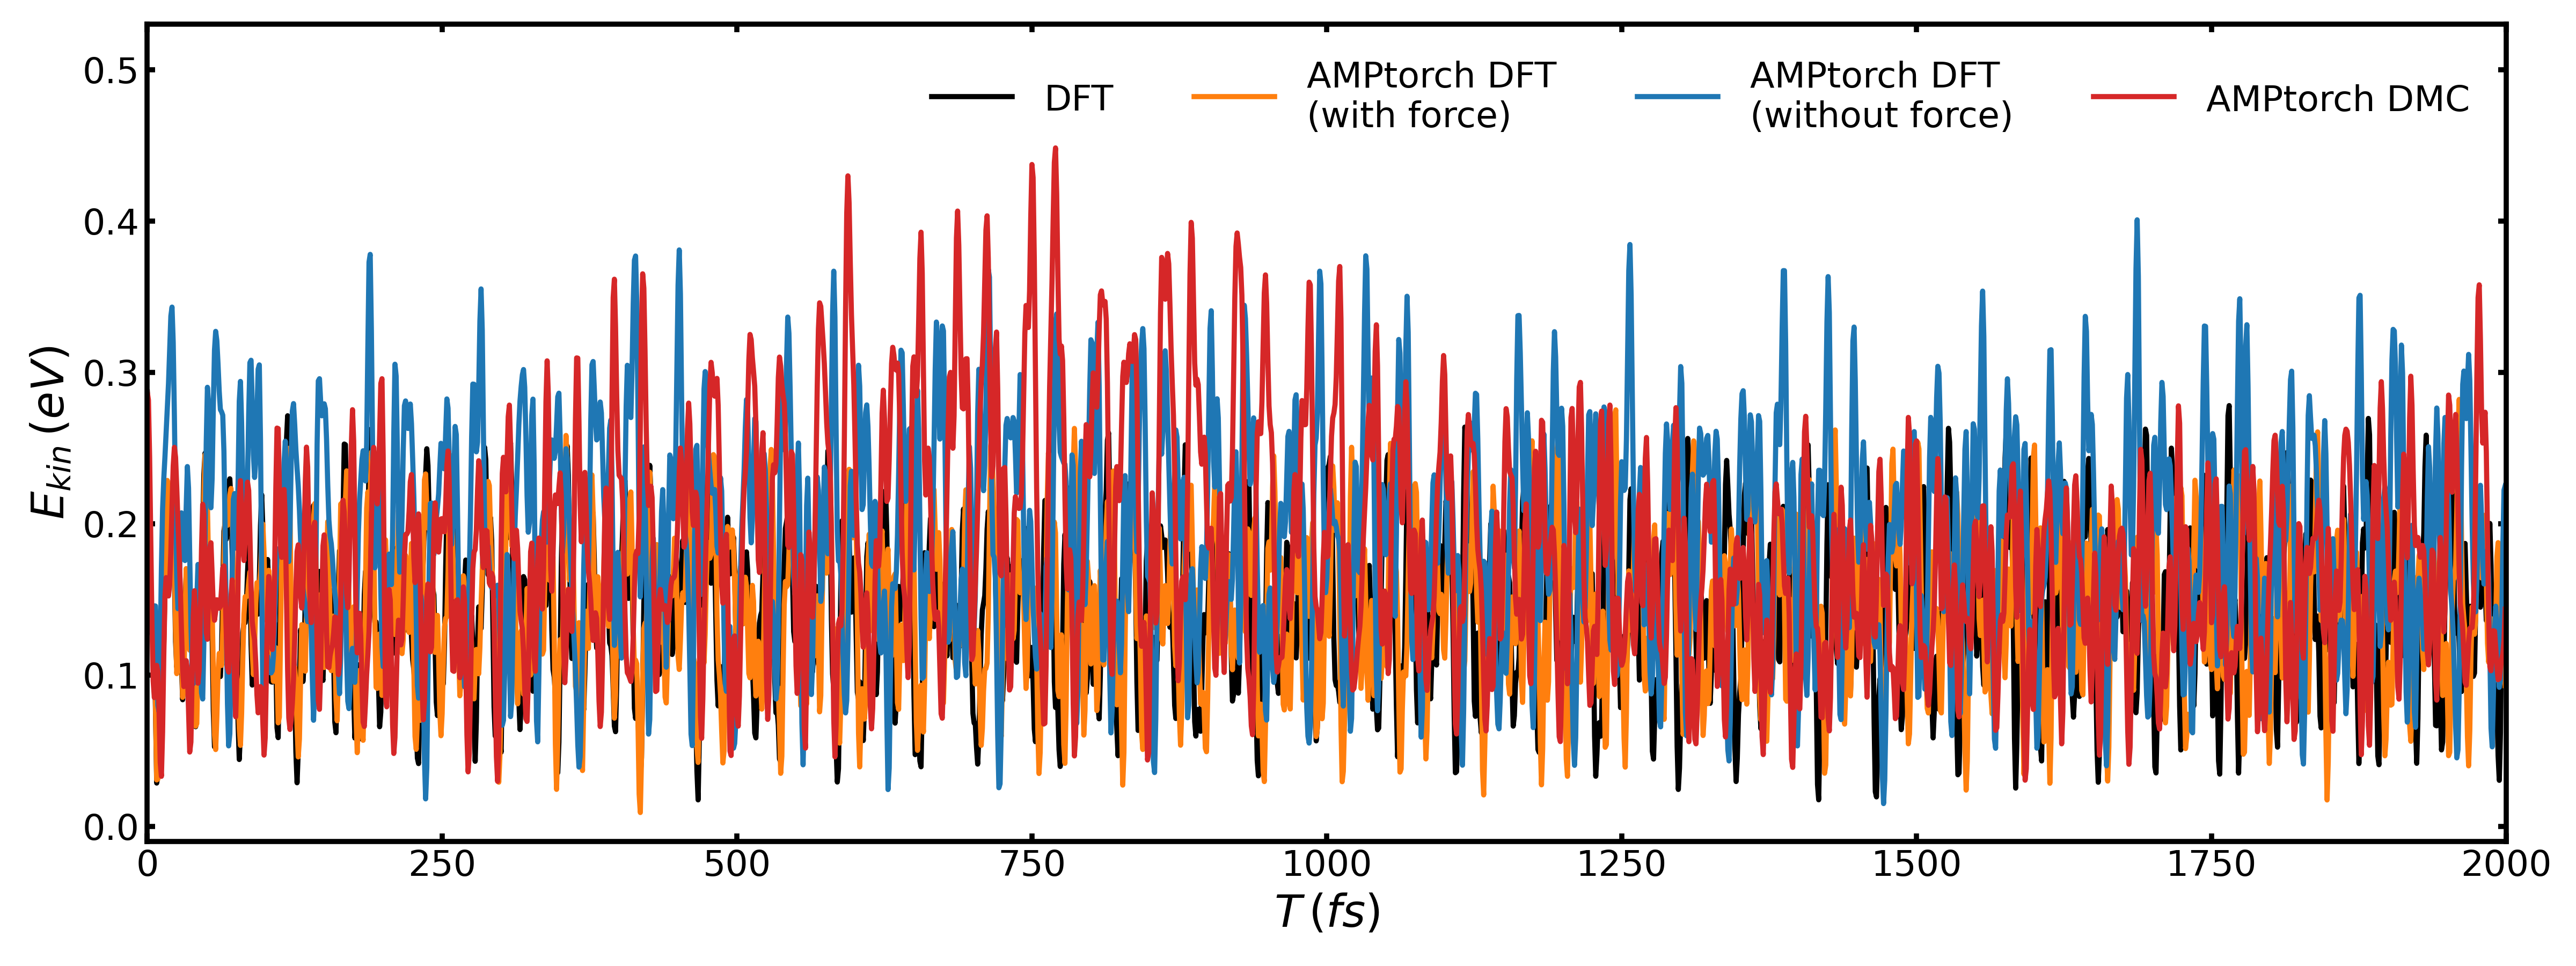 DFT
AMPtorch DFT
(with force)
AMPtorch DFT
(without force)
AMPtorch DMC
0.5
0.4
0.3
0.2
0.1
0.0
E_kin (eV)
0 250 500 750 1000 1250 1500 1750 2000
T (fs)